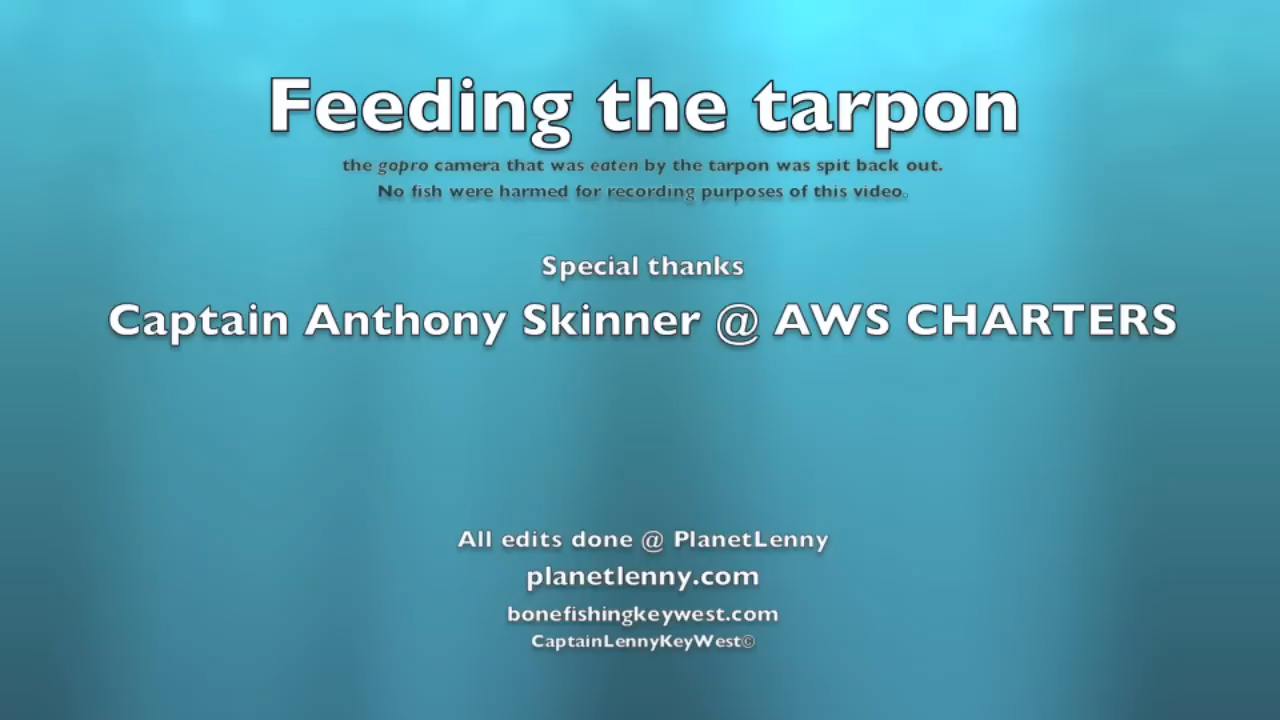 Feeding the tarpon
the gopro camera that was eaten by the tarpon was spit back out.
No fish were harmed for recording purposes of this video.
Special thanks
Captain Anthony Skinner @ AWS CHARTERS
All edits done @ PlanetLenny
planetlenny.com
bonefishingkeywest.com
CaptainLennyKeyWest©